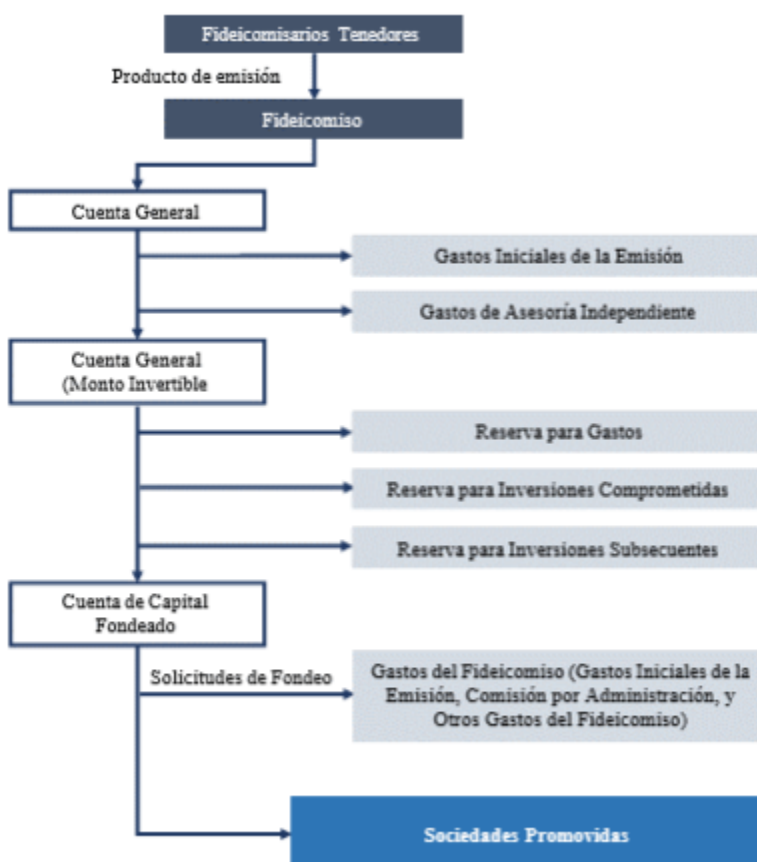 Fideicomisarios Tenedores
Producto de emisión
Fideicomiso
Cuenta General
Gastos Iniciales de la Emisión
Gastos de Asesoría Independiente
Cuenta General
(Monto Invertible
Reserva para Gastos
Reserva para Inversiones Comprometidas
Reserva para Inversiones Subsecuentes
Cuenta de Capital
Fondeado
Solicitudes de Fondeo
Gastos del Fideicomiso (Gastos Iniciales de la
Emisión, Comisión por Administración, y
Otros Gastos del Fideicomiso)
Sociedades Promovidas